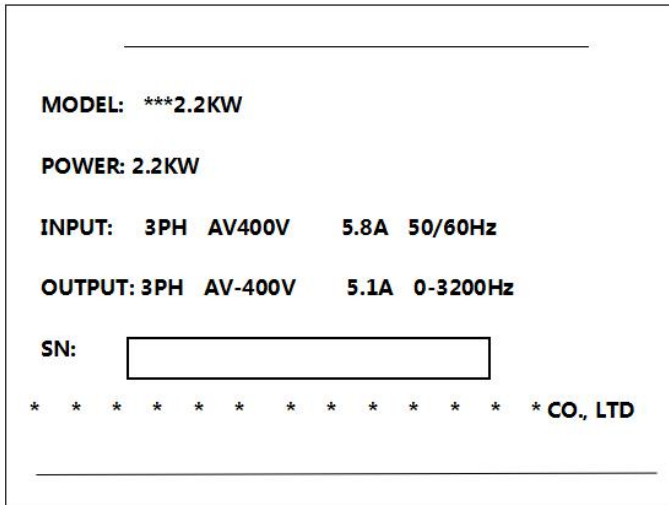 MODEL: ***2.2KW
POWER: 2.2KW
INPUT: 3PH AV400V 5.8A 50/60Hz
OUTPUT: 3PH AV-400V 5.1A 0-3200Hz
SN:
* * * * * * * * * * * * * CO., LTD